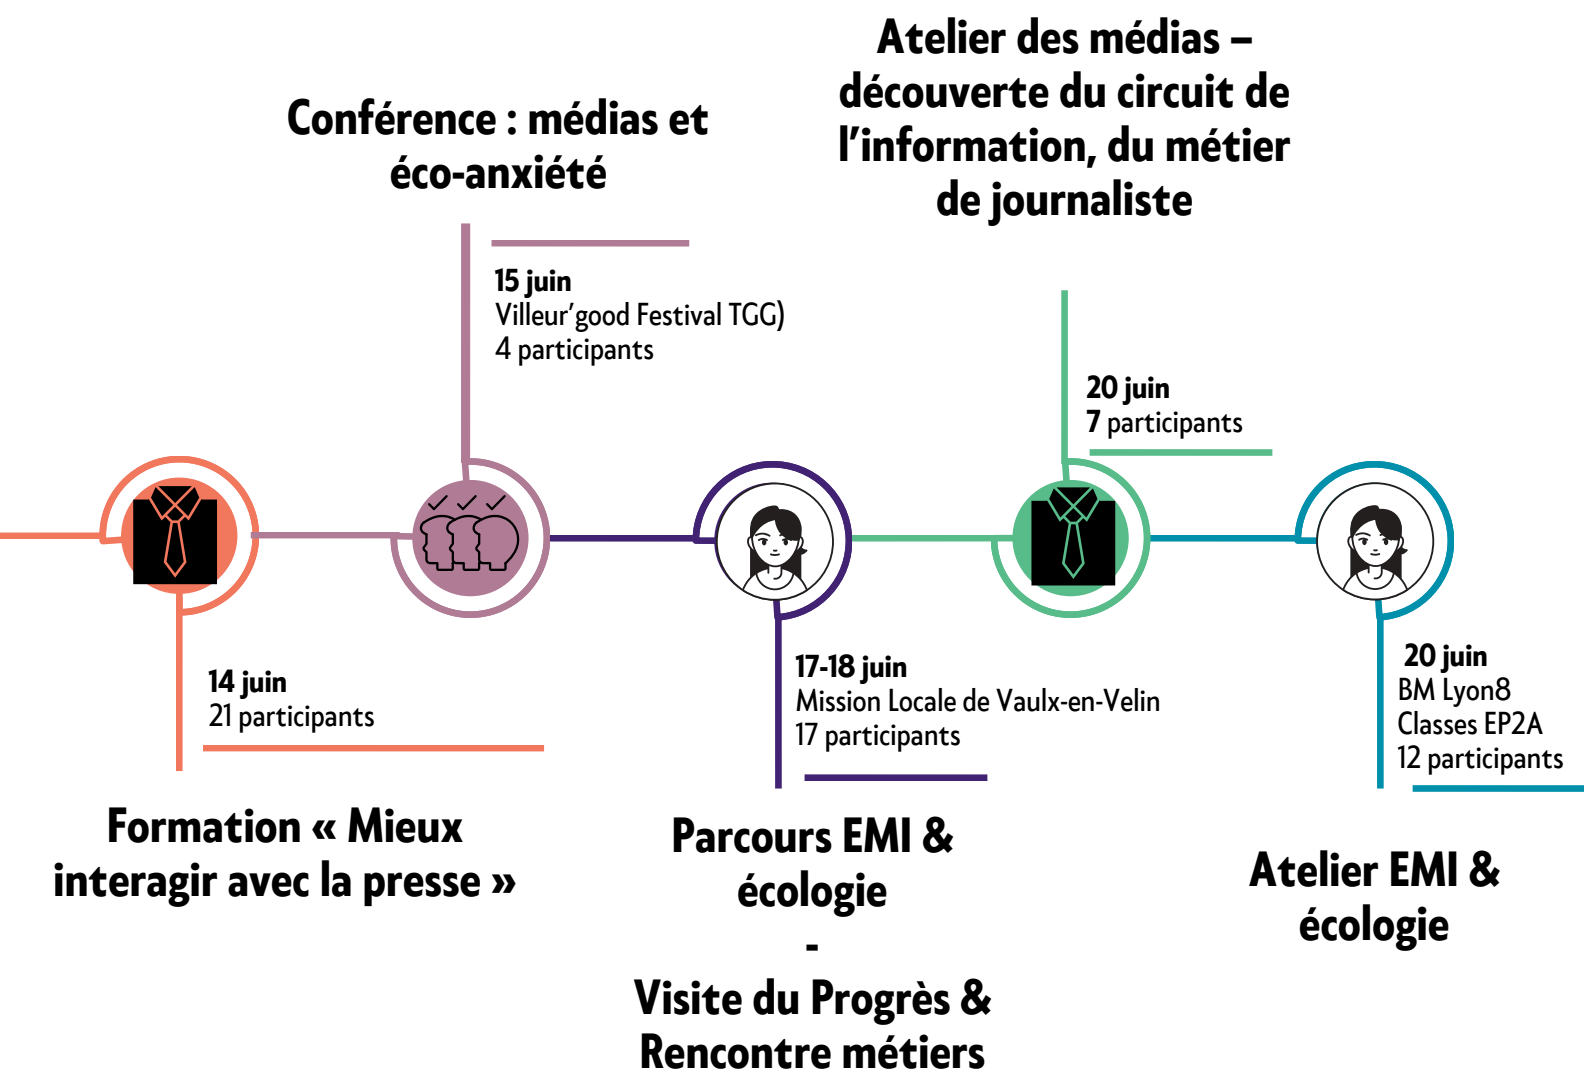 Formation « Mieux
interagir avec la presse »
14 juin
21 participants
Conférence : médias et
éco-anxiété
15 juin
Villeur’good Festival TGG)
4 participants
17-18 juin
Mission Locale de Vaulx-en-Velin
17 participants
Parcours EMI &
écologie
-
Visite du Progrès &
Rencontre métiers
Atelier des médias –
découverte du circuit de
l’information, du métier
de journaliste
20 juin
7 participants
20 juin
BM Lyon8
Classes EP2A
12 participants
Atelier EMI &
écologie